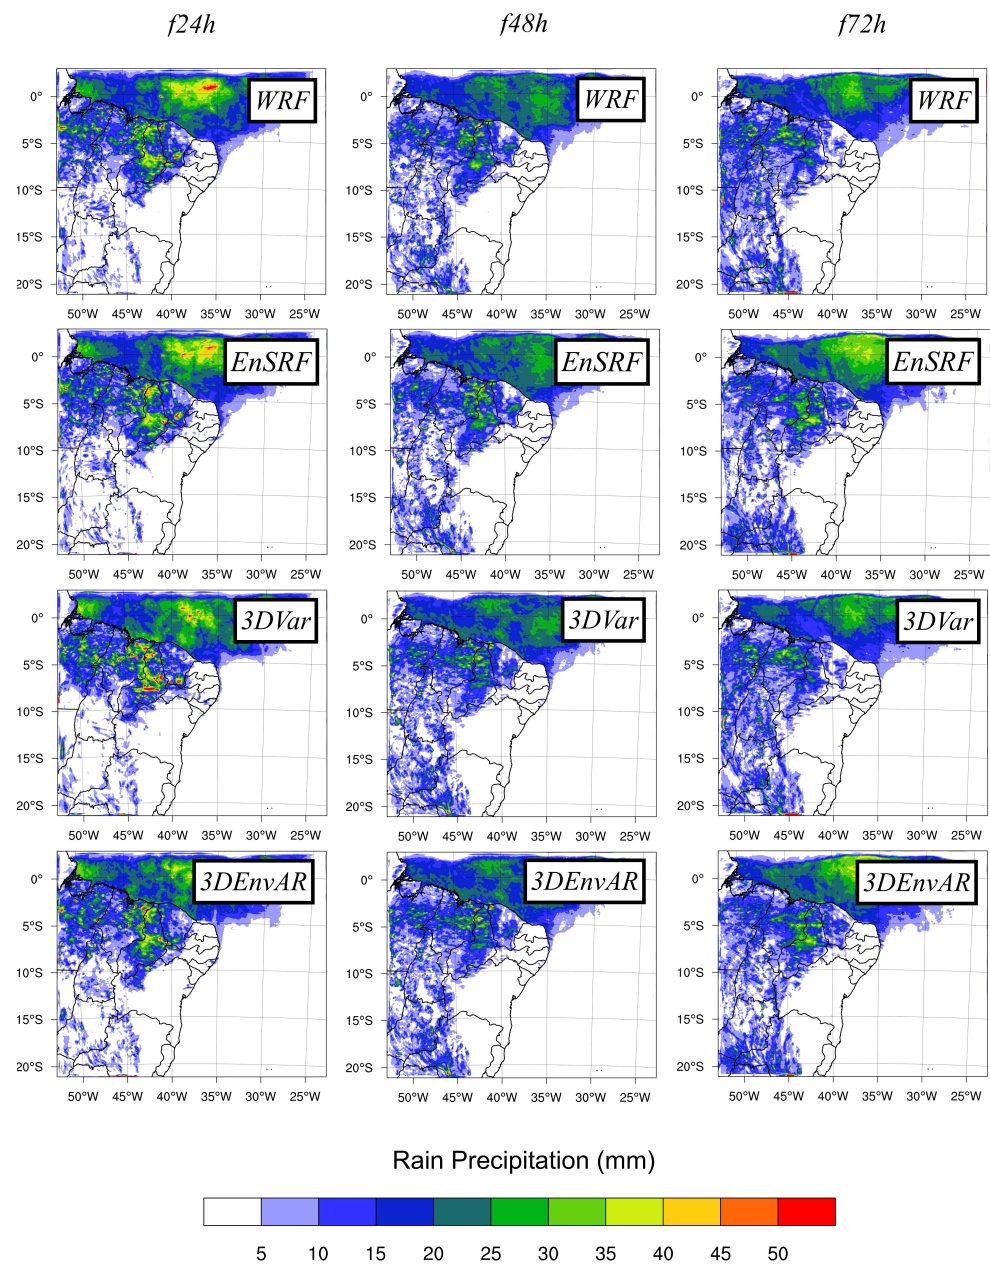 f24h f48h f72h
WRF WRF WRF
0° 0° 0°
5°S 5°S 5°S
10°S 10°S 10°S
15°S 15°S 15°S
20°S 20°S 20°S
50°W 45°W 40°W 35°W 30°W 25°W 50°W 45°W 40°W 35°W 30°W 25°W 50°W 45°W 40°W 35°W 30°W 25°W
EnSRF EnSRF EnSRF
0° 0° 0°
5°S 5°S 5°S
10°S 10°S 10°S
15°S 15°S 15°S
20°S 20°S 20°S
50°W 45°W 40°W 35°W 30°W 25°W 50°W 45°W 40°W 35°W 30°W 25°W 50°W 45°W 40°W 35°W 30°W 25°W
3DVar 3DVar 3DVar
0° 0° 0°
5°S 5°S 5°S
10°S 10°S 10°S
15°S 15°S 15°S
20°S 20°S 20°S
50°W 45°W 40°W 35°W 30°W 25°W 50°W 45°W 40°W 35°W 30°W 25°W 50°W 45°W 40°W 35°W 30°W 25°W
3DEnvAR 3DEnvAR 3DEnvAR
0° 0° 0°
5°S 5°S 5°S
10°S 10°S 10°S
15°S 15°S 15°S
20°S 20°S 20°S
50°W 45°W 40°W 35°W 30°W 25°W 50°W 45°W 40°W 35°W 30°W 25°W 50°W 45°W 40°W 35°W 30°W 25°W
Rain Precipitation (mm)
5 10 15 20 25 30 35 40 45 50